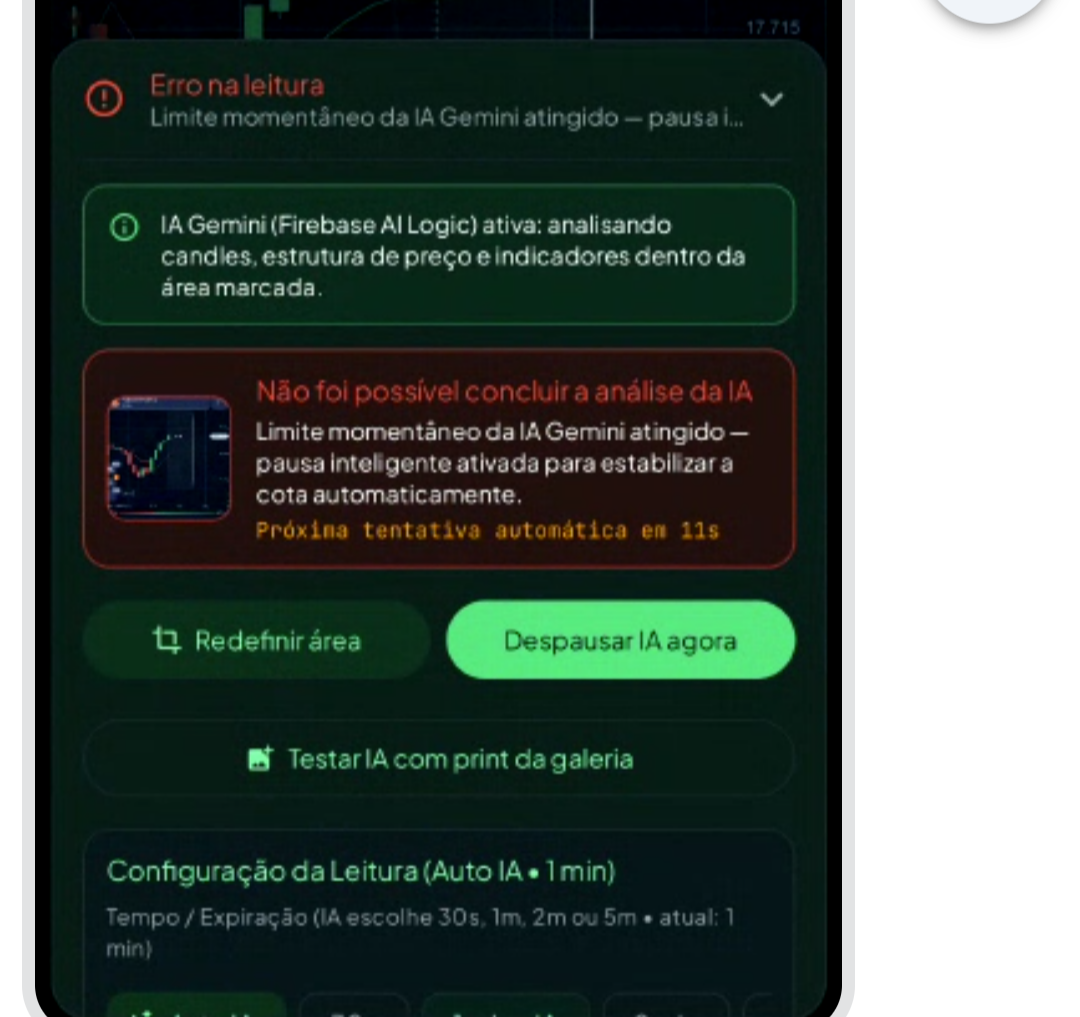 17 715
Erro na leitura
Limite momentâneo da IA Gemini atingido — pausa i...
IA Gemini (Firebase AI Logic) ativa: analisando
candles, estrutura de preço e indicadores dentro da
área marcada.
Não foi possível concluir a análise da IA
Limite momentâneo da IA Gemini atingido —
pausa inteligente ativada para estabilizar a
cota automaticamente.
Próxima tentativa automática em 11s
Redefinir área
Despausar IA agora
Testar IA com print da galeria
Configuração da Leitura (Auto IA • 1 min)
Tempo / Expiração (IA escolhe 30s, 1m, 2m ou 5m • atual: 1
min)